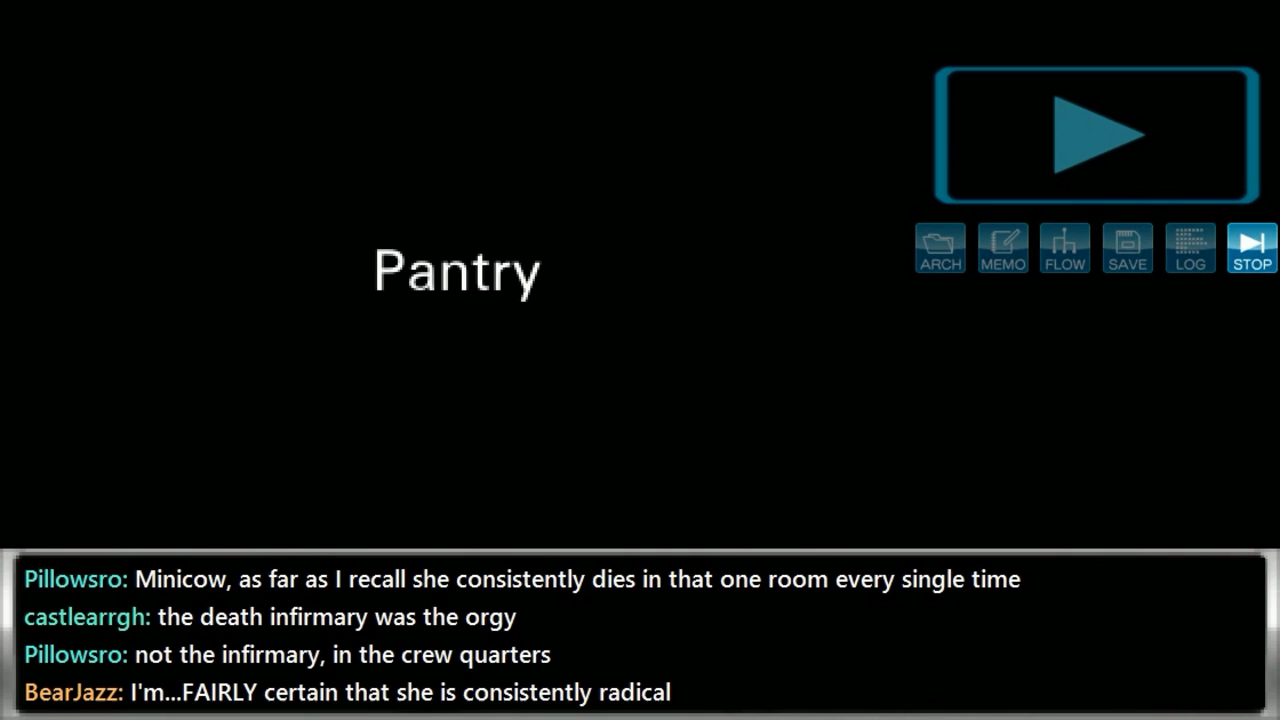 Pantry
ARCH MEMO FLOW SAVE LOG STOP
Pillowsro: Minicow, as far as I recall she consistently dies in that one room every single time
castlearrgh: the death infirmary was the orgy
Pillowsro: not the infirmary, in the crew quarters
BearJazz: I'm...FAIRLY certain that she is consistently radical